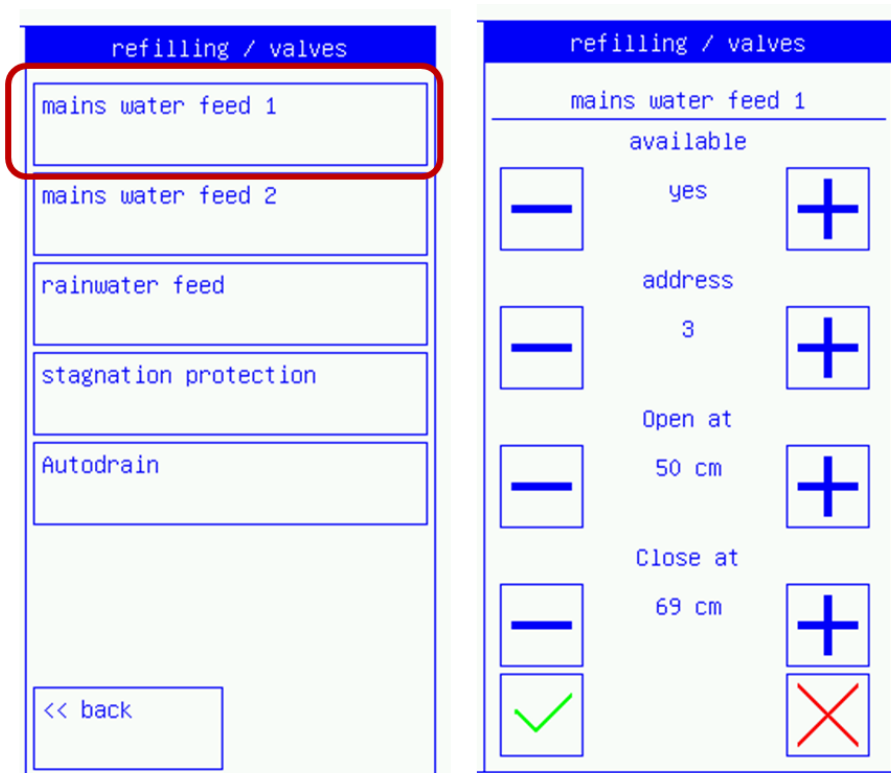 refilling / valves
mains water feed 1
mains water feed 2
rainwater feed
stagnation protection
Autodrain
<< back
refilling / valves
mains water feed 1
available
yes
address
3
Open at
50 cm
Close at
69 cm